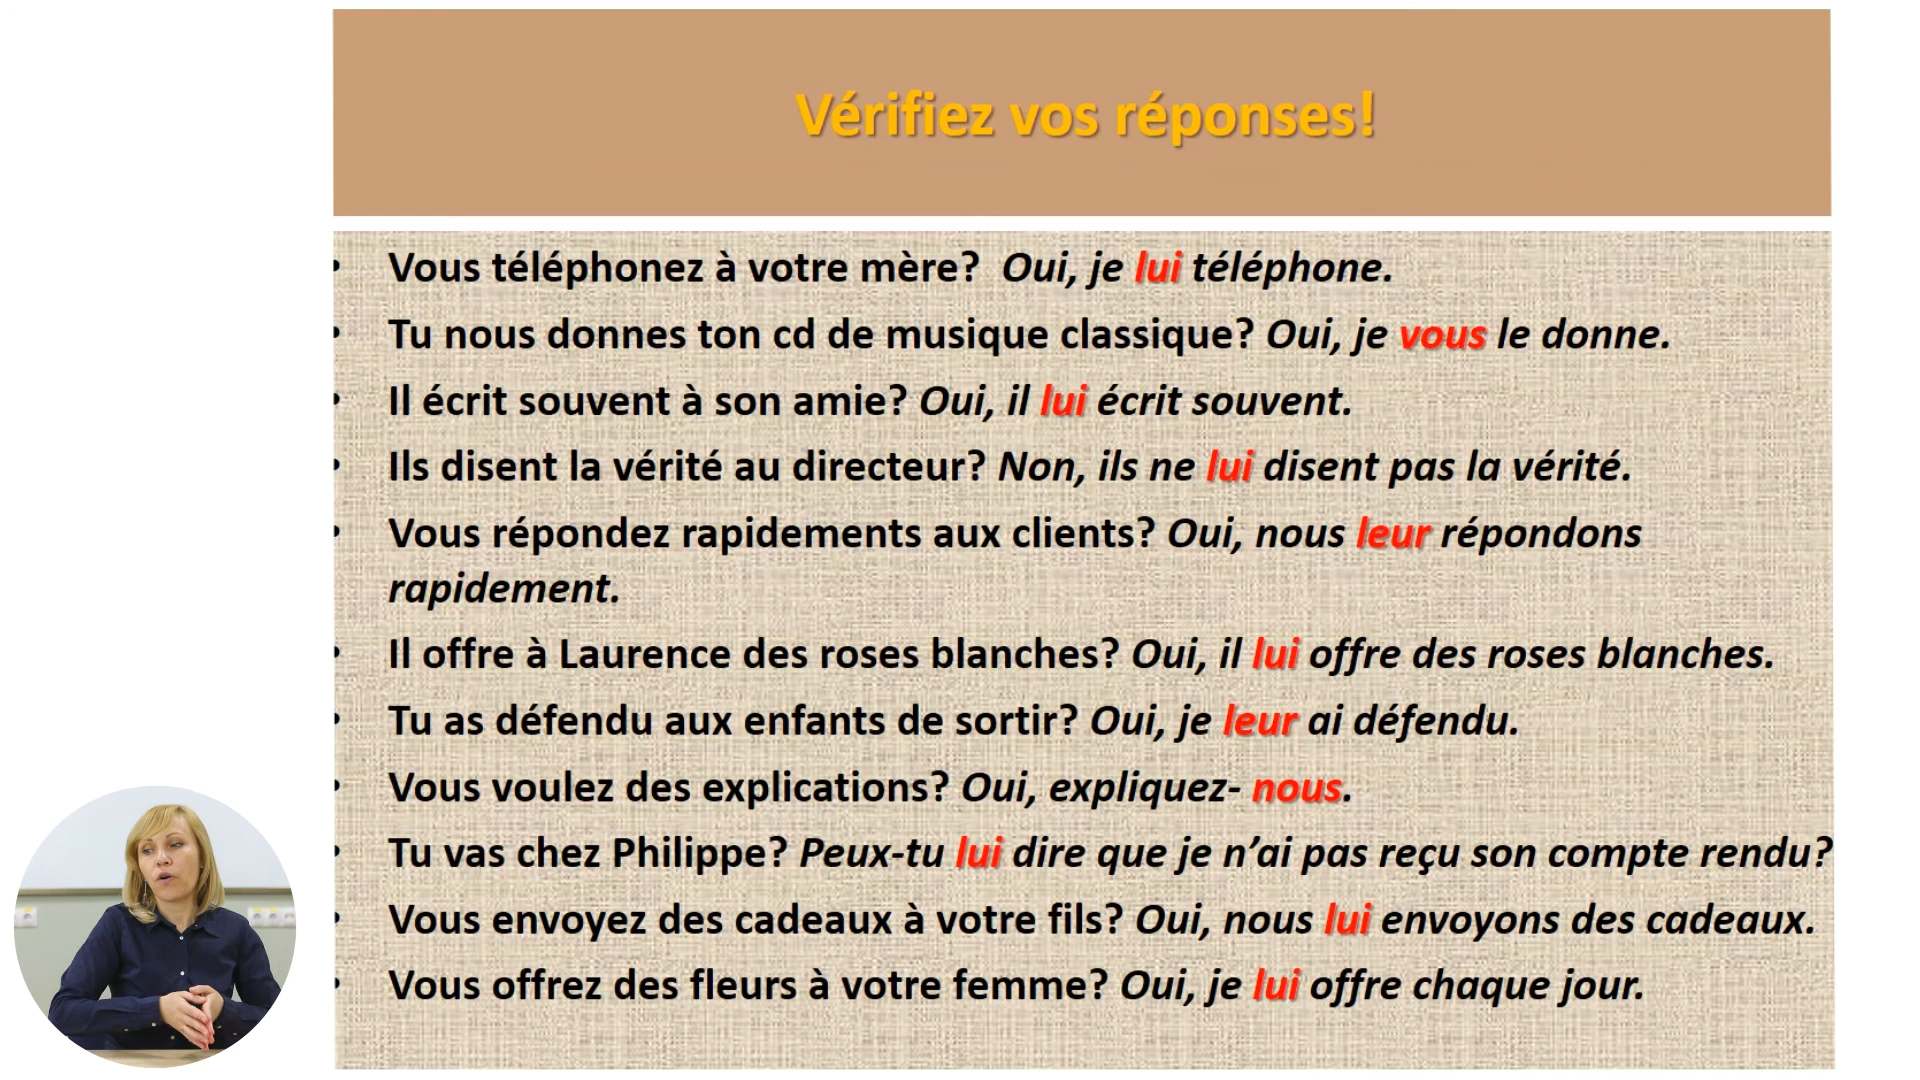 Vérifiez vos réponses!
• Vous téléphonez à votre mère? Oui, je lui téléphone.
• Tu nous donnes ton cd de musique classique? Oui, je vous le donne.
• Il écrit souvent à son amie? Oui, il lui écrit souvent.
• Ils disent la vérité au directeur? Non, ils ne lui disent pas la vérité.
• Vous répondez rapidements aux clients? Oui, nous leur répondons
rapidement.
• Il offre à Laurence des roses blanches? Oui, il lui offre des roses blanches.
• Tu as défendu aux enfants de sortir? Oui, je leur ai défendu.
• Vous voulez des explications? Oui, expliquez- nous.
• Tu vas chez Philippe? Peux-tu lui dire que je n’ai pas reçu son compte rendu?
• Vous envoyez des cadeaux à votre fils? Oui, nous lui envoyons des cadeaux.
• Vous offrez des fleurs à votre femme? Oui, je lui offre chaque jour.